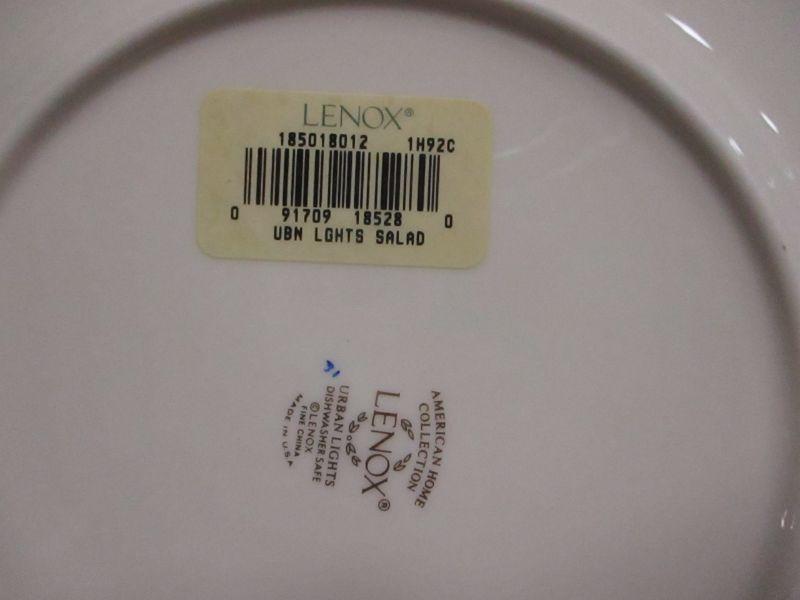 LENOX®
185018012 1H92C
0 91709 18528 0
UBN LGHTS SALAD
AMERICAN HOME
COLLECTION
LENOX®
URBAN LIGHTS
DISHWASHER SAFE
© LENOX
FINE CHINA
MADE IN U.S.A